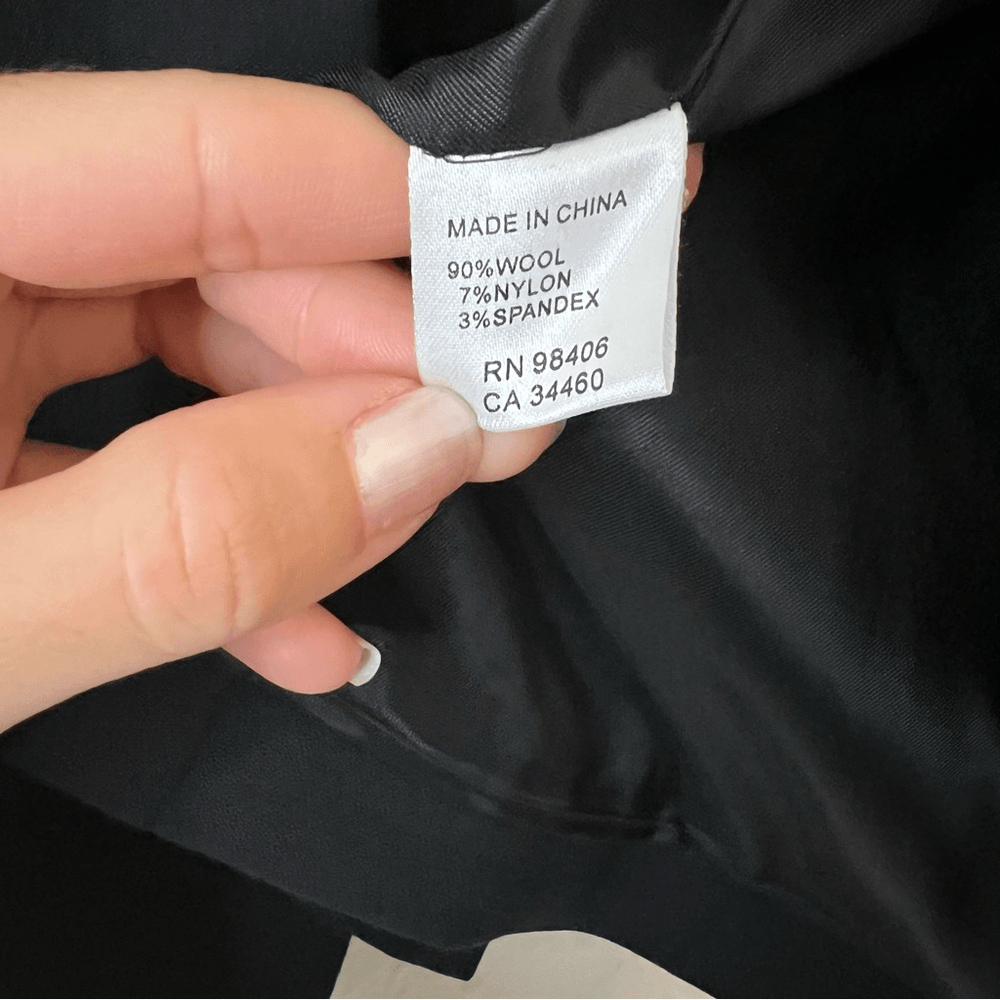 MADE IN CHINA
90%WOOL
7%NYLON
3%SPANDEX
RN 98406
CA 34460